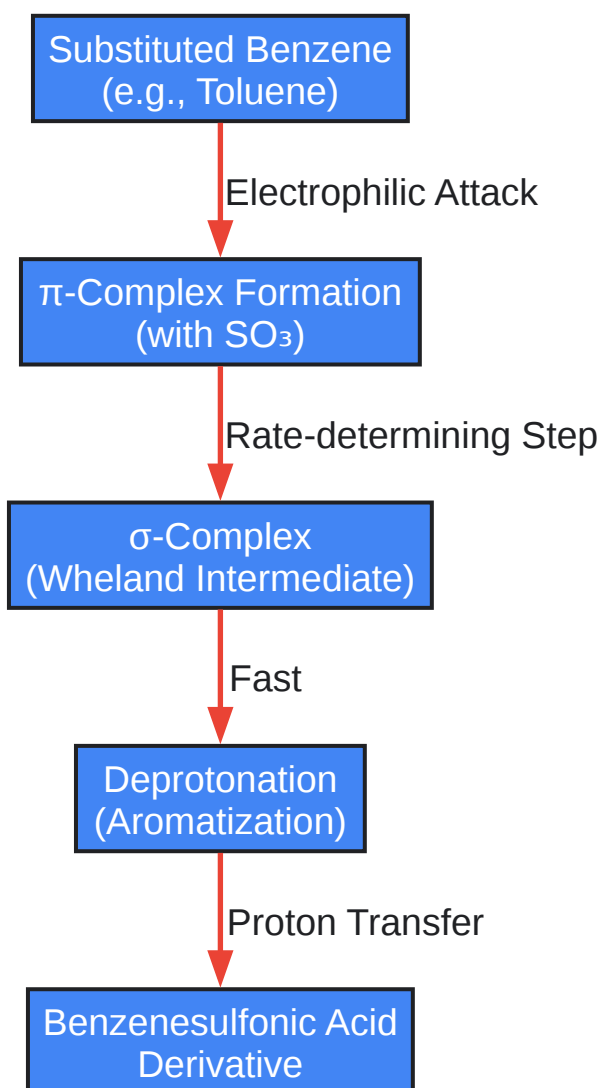 Substituted Benzene
(e.g., Toluene)
Electrophilic Attack
π-Complex Formation
(with SO₃)
Rate-determining Step
σ-Complex
(Wheland Intermediate)
Fast
Deprotonation
(Aromatization)
Proton Transfer
Benzenesulfonic Acid
Derivative